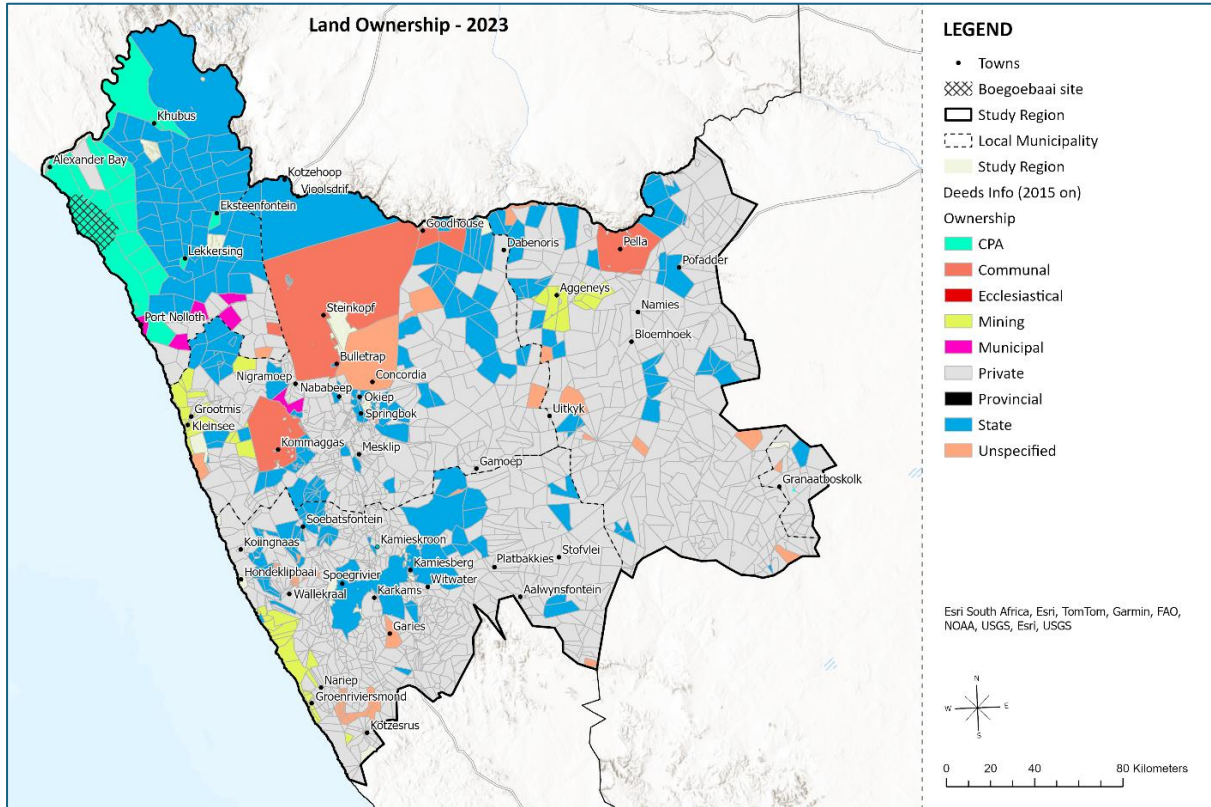 Land Ownership - 2023
Khubus
Alexander Bay
Kotzehoop
Vioolsdrif
Eksteenfontein
Goodhouse
Lekkersing
Dabenoris
Pella
Pofadder
Aggeneys
Steinkopf
Namies
Port Nolloth
Bloemhoek
Bulletrap
Nigramoep
Concordia
Nababeep
Okiep
Springbok
Grootmis
Kleinsee
Uitkyk
Kommaggas
Mesklip
Gamoep
Granaatboskolk
Soebatsfontein
Koiingnaas
Kamieskroon
Stofvlei
Platbakkies
Kamiesberg
Hondeklipbaai
Spoegrivier
Witwater
Wallekraal
Karkams
Aalwynsfontein
Garies
Nariep
Groenriviersmond
Kotzesrus
LEGEND
Towns
Boegoebaai site
Study Region
Local Municipality
Study Region
Deeds Info (2015 on)
Ownership
CPA
Communal
Ecclesiastical
Mining
Municipal
Private
Provincial
State
Unspecified
Esri South Africa, Esri, TomTom, Garmin, FAO,
NOAA, USGS, Esri, USGS
N
W E
S
0 20 40 80 Kilometers